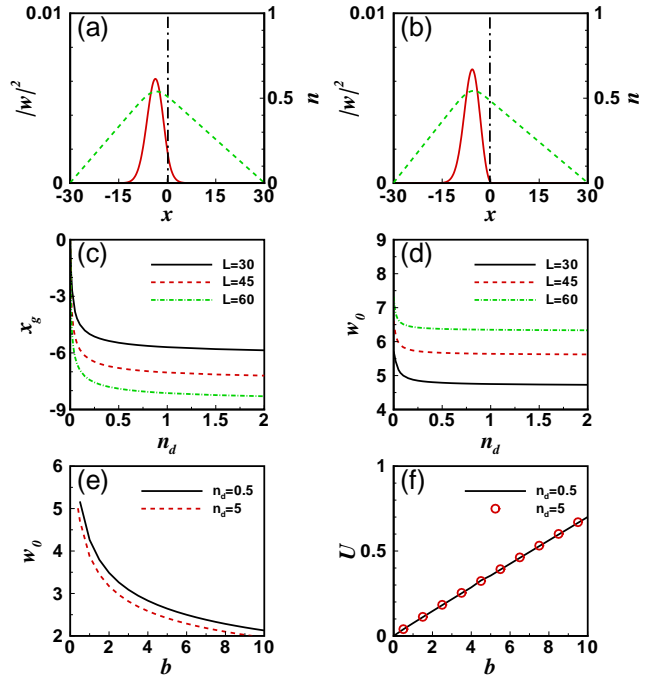 0.01
(a)
1
|w|²
0.5
n
0
0
-30
-15
0
15
30
x
0.01
(b)
1
|w|²
0.5
n
0
0
-30
-15
0
15
30
x
0
(c)
L=30
L=45
L=60
-3
x_g
-6
-9
0
0.5
1
1.5
2
n_d
9
(d)
L=30
L=45
L=60
8
7
w_0
6
5
4
0
0.5
1
1.5
2
n_d
6
(e)
n_d=0.5
n_d=5
5
w_0
4
3
2
0
2
4
6
8
10
b
1
(f)
n_d=0.5
n_d=5
U
0.5
0
0
2
4
6
8
10
b